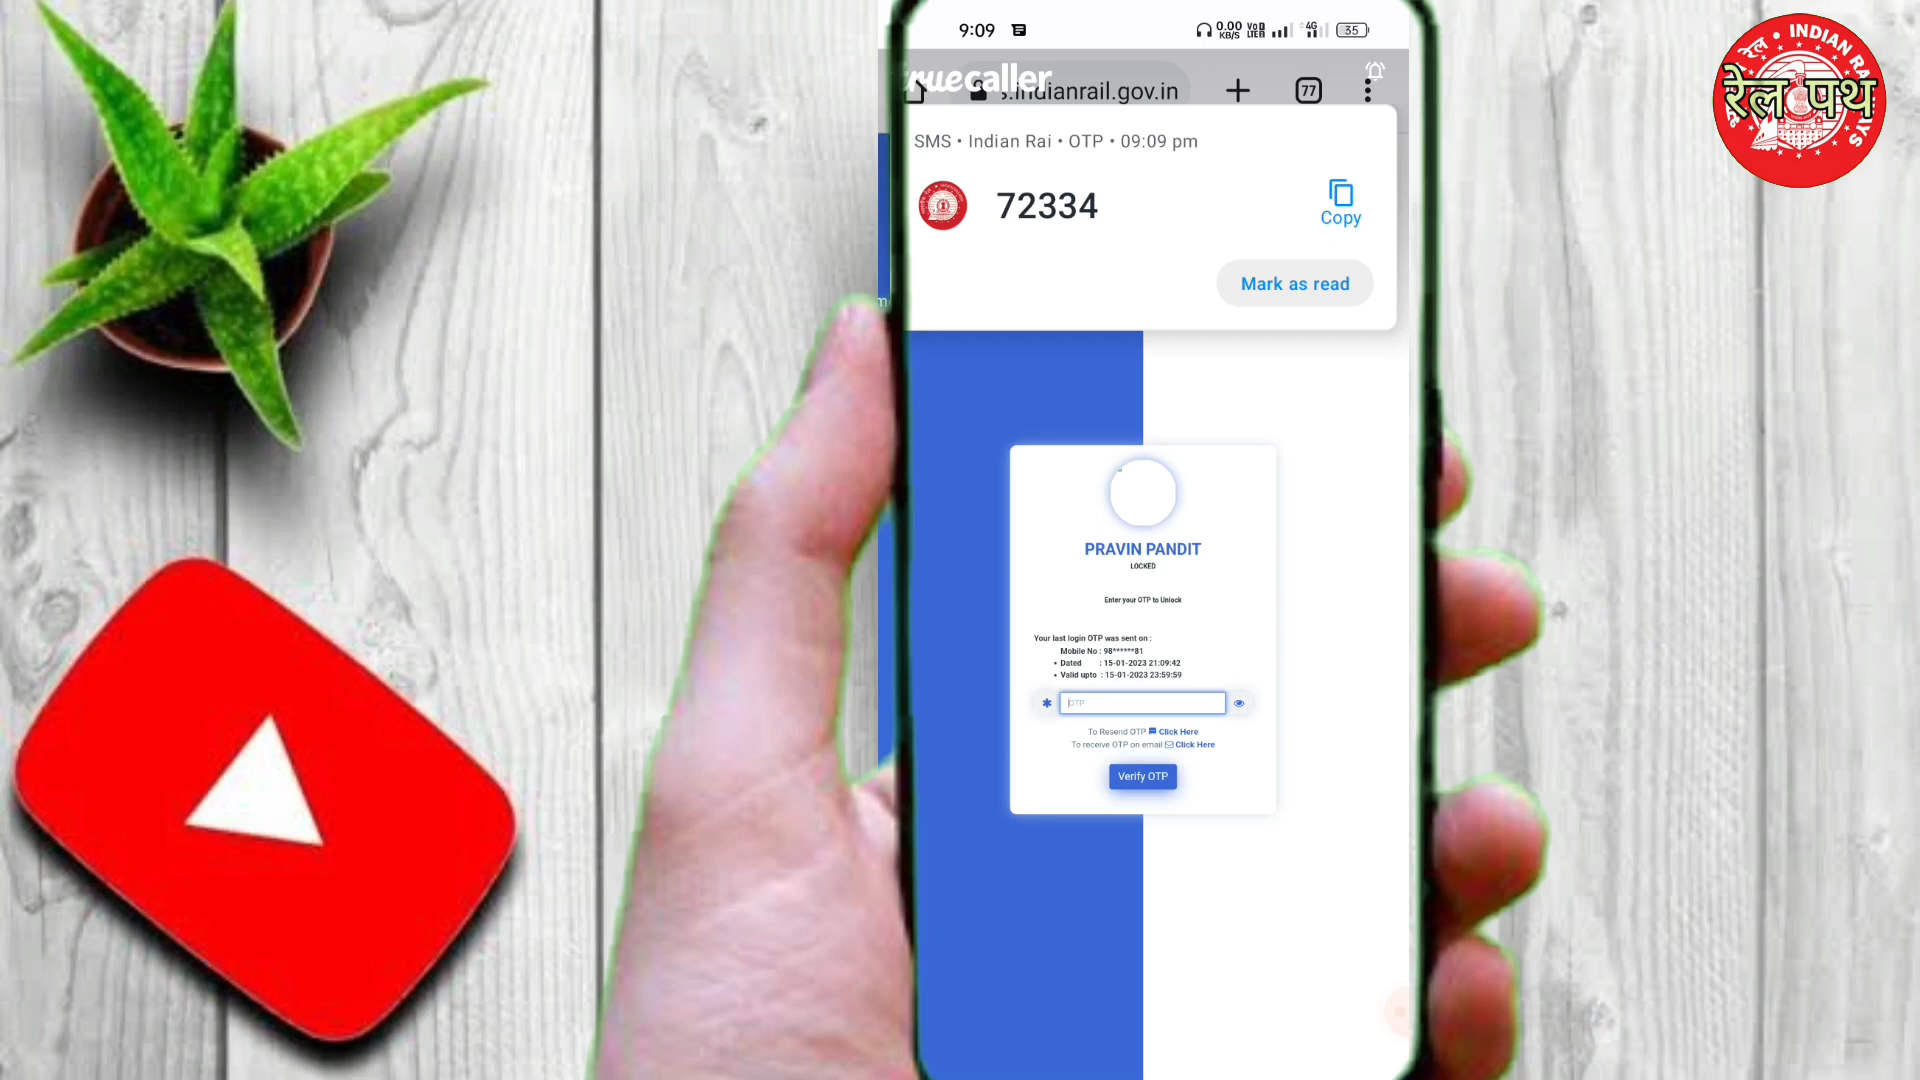 9:09
0.00 KB/S
4G
35
truecaller
s.indianrail.gov.in
77
SMS • Indian Rai • OTP • 09:09 pm
72334
Copy
Mark as read
m
PRAVIN PANDIT
LOCKED
Enter your OTP to Unlock
Your last login OTP was sent on :
Mobile No : 98******81
• Dated : 15-01-2023 21:09:42
• Valid upto : 15-01-2023 23:59:59
OTP
To Resend OTP Click Here
To receive OTP on email Click Here
Verify OTP
INDIAN RAILWAYS
रेल पथ